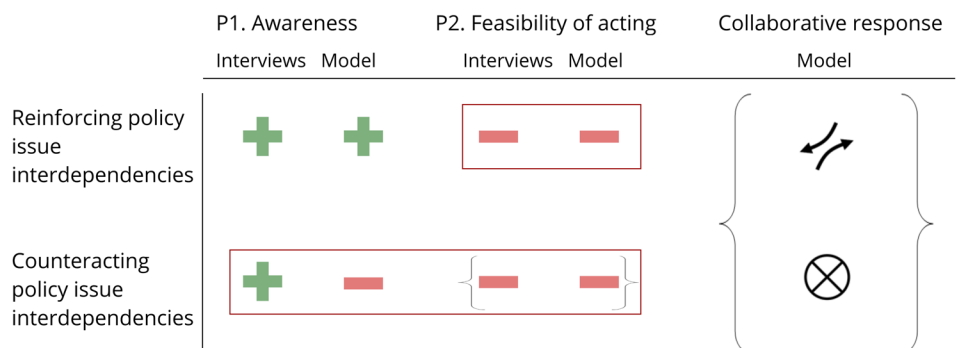 P1. Awareness P2. Feasibility of acting Collaborative response
Interviews Model Interviews Model Model
Reinforcing policy
issue
interdependencies
Counteracting
policy issue
interdependencies